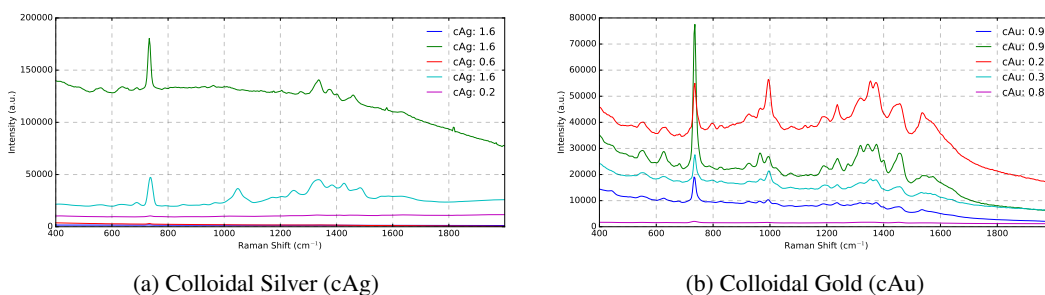 200000
150000
100000
50000
0
400 600 800 1000 1200 1400 1600 1800
Intensity (a.u.)
Raman Shift (cm⁻¹)
cAg: 1.6
cAg: 1.6
cAg: 0.6
cAg: 1.6
cAg: 0.2
(a) Colloidal Silver (cAg)
80000
70000
60000
50000
40000
30000
20000
10000
0
400 600 800 1000 1200 1400 1600 1800
Intensity (a.u.)
Raman Shift (cm⁻¹)
cAu: 0.9
cAu: 0.9
cAu: 0.2
cAu: 0.3
cAu: 0.8
(b) Colloidal Gold (cAu)